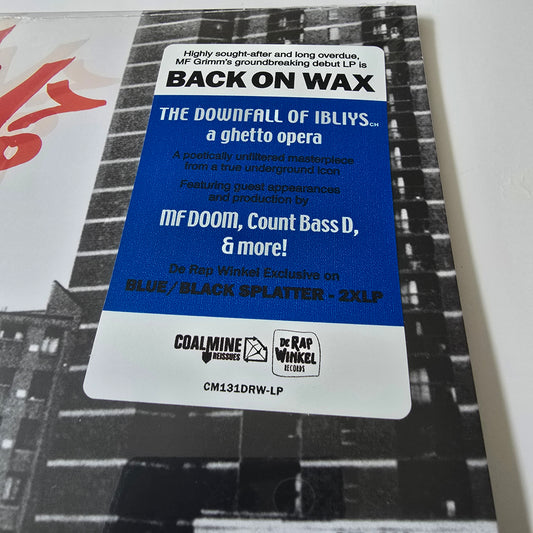 Highly sought-after and long overdue,
MF Grimm's groundbreaking debut LP is
BACK ON WAX
THE DOWNFALL OF IBLIYS
a ghetto opera
A poetically unfiltered masterpiece
from a true underground icon
Featuring guest appearances
and production by
MF DOOM, Count Bass D,
& more!
De Rap Winkel Exclusive on
BLUE/BLACK SPLATTER - 2XLP
COALMINE
REISSUES
DE RAP
WINKEL
RECORDS
CM131DRW-LP